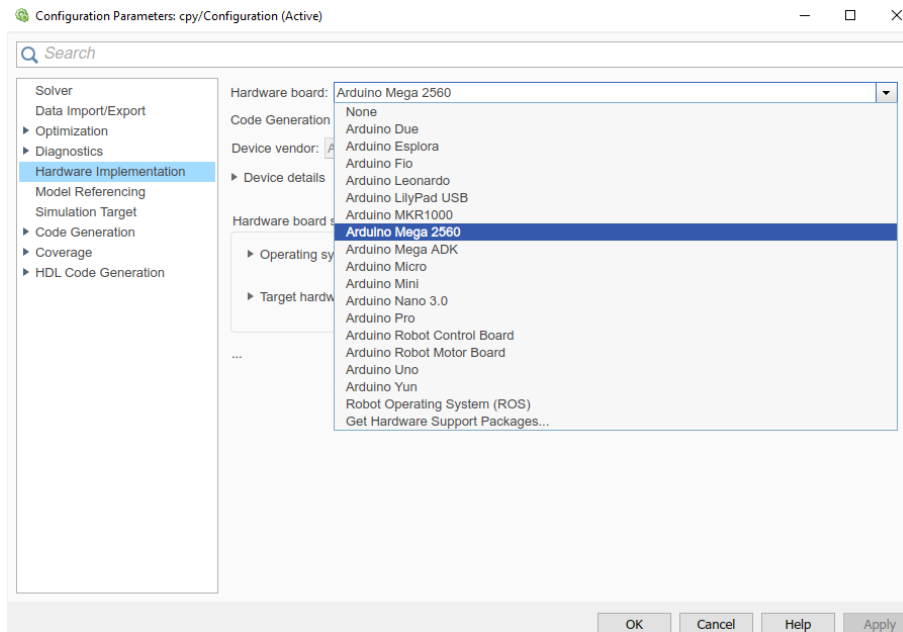 Configuration Parameters: cpy/Configuration (Active)
Search
Solver
Data Import/Export
Optimization
Diagnostics
Hardware Implementation
Model Referencing
Simulation Target
Code Generation
Coverage
HDL Code Generation
Hardware board: Arduino Mega 2560
Code Generation
Device vendor: A
Device details
Hardware board s
Operating sy
Target hardw
...
None
Arduino Due
Arduino Esplora
Arduino Fio
Arduino Leonardo
Arduino LilyPad USB
Arduino MKR1000
Arduino Mega 2560
Arduino Mega ADK
Arduino Micro
Arduino Mini
Arduino Nano 3.0
Arduino Pro
Arduino Robot Control Board
Arduino Robot Motor Board
Arduino Uno
Arduino Yun
Robot Operating System (ROS)
Get Hardware Support Packages...
OK Cancel Help Apply